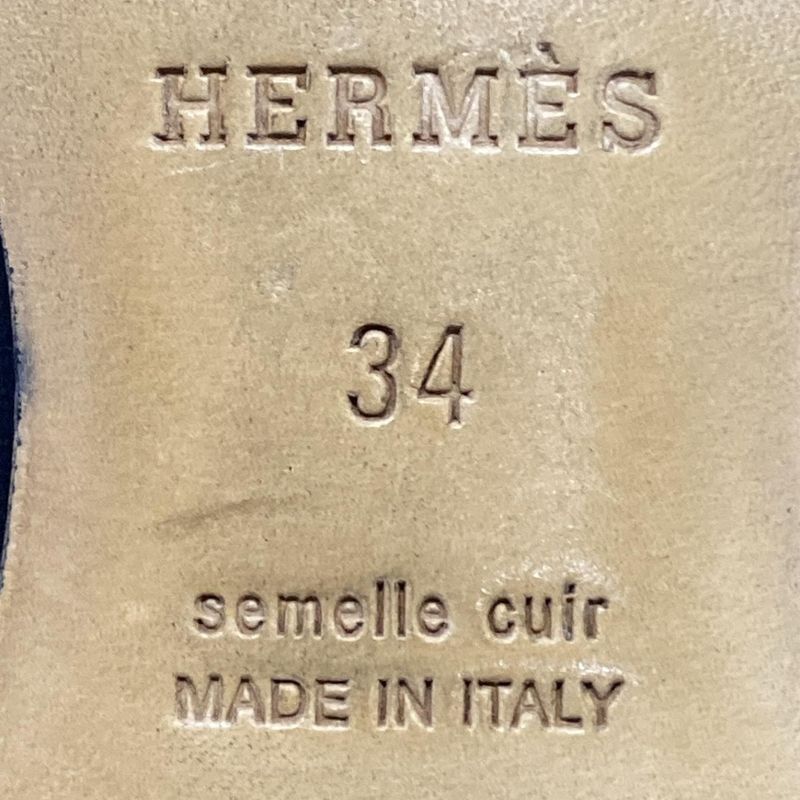 HERMÈS
34
semelle cuir
MADE IN ITALY